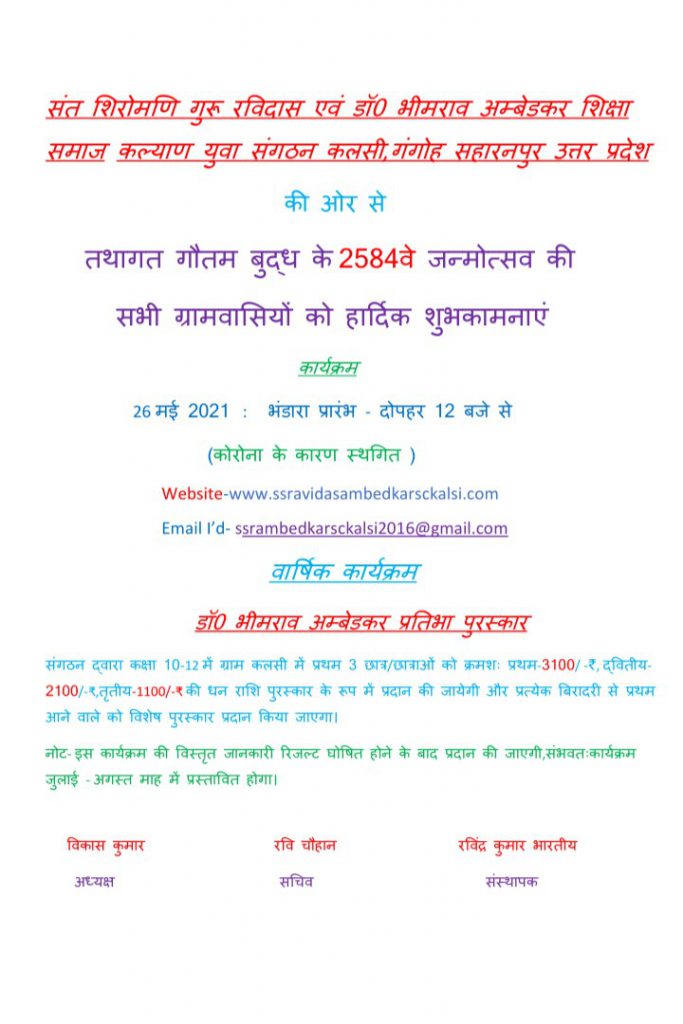 संत शिरोमणि गुरू रविदास एवं डॉ0 भीमराव अम्बेडकर शिक्षा
समाज कल्याण युवा संगठन कलसी,गंगोह सहारनपुर उत्तर प्रदेश
की ओर से
तथागत गौतम बुद्ध के 2584वे जन्मोत्सव की
सभी ग्रामवासियों को हार्दिक शुभकामनाएं
कार्यक्रम
26 मई 2021 : भंडारा प्रारंभ - दोपहर 12 बजे से
(कोरोना के कारण स्थगित )
Website-www.ssravidasambedkarsckalsi.com
Email I’d- ssrambedkarsckalsi2016@gmail.com
वार्षिक कार्यक्रम
डॉ0 भीमराव अम्बेडकर प्रतिभा पुरस्कार
संगठन द्वारा कक्षा 10-12 में ग्राम कलसी में प्रथम 3 छात्र/छात्राओं को क्रमशः प्रथम-3100/ -₹, द्वितीय-
2100/-₹,तृतीय-1100/-₹ की धन राशि पुरस्कार के रूप में प्रदान की जायेगी और प्रत्येक बिरादरी से प्रथम
आने वाले को विशेष पुरस्कार प्रदान किया जाएगा।
नोट- इस कार्यक्रम की विस्तृत जानकारी रिजल्ट घोषित होने के बाद प्रदान की जाएगी,संभवतःकार्यक्रम
जुलाई - अगस्त माह में प्रस्तावित होगा।
विकास कुमार रवि चौहान रविंद्र कुमार भारतीय
अध्यक्ष सचिव संस्थापक